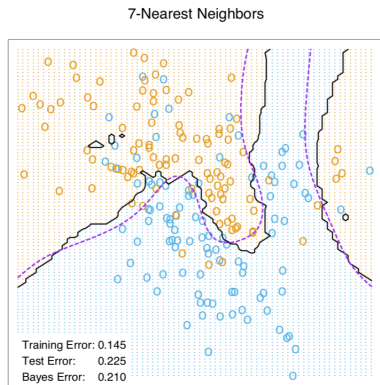 7-Nearest Neighbors
Training Error: 0.145
Test Error: 0.225
Bayes Error: 0.210